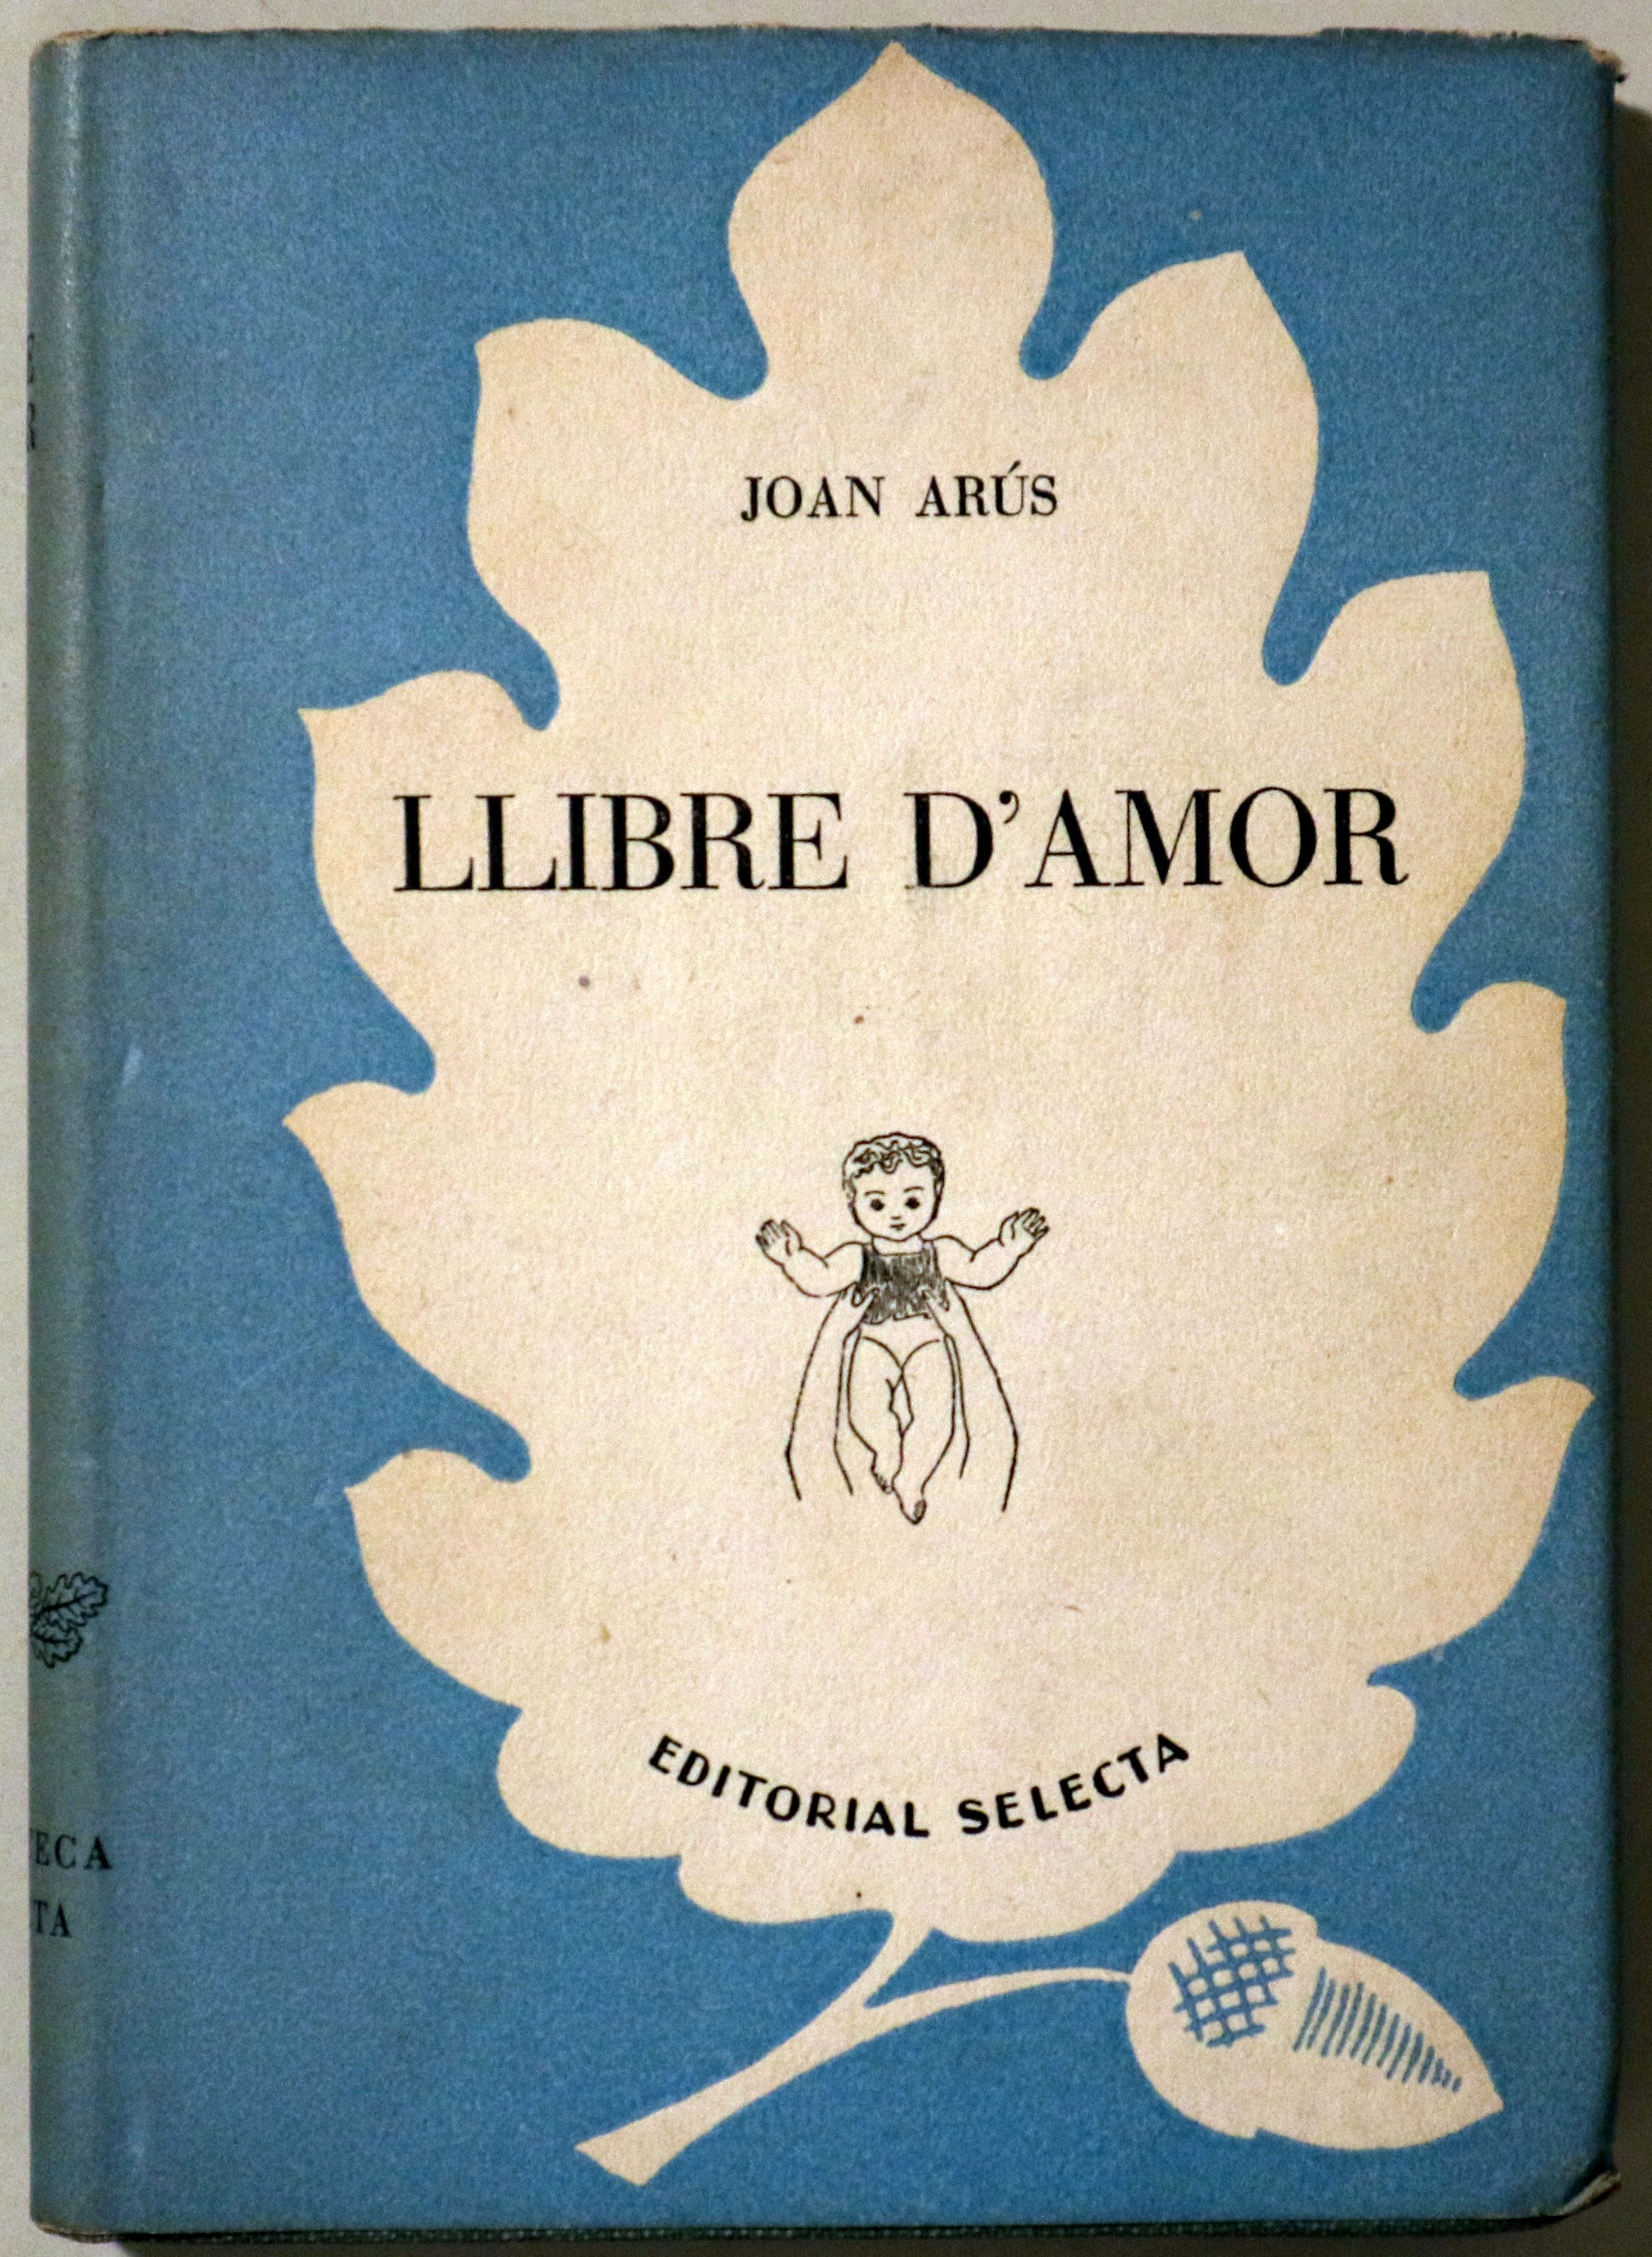 JOAN ARÚS
LLIBRE D'AMOR
EDITORIAL SELECTA